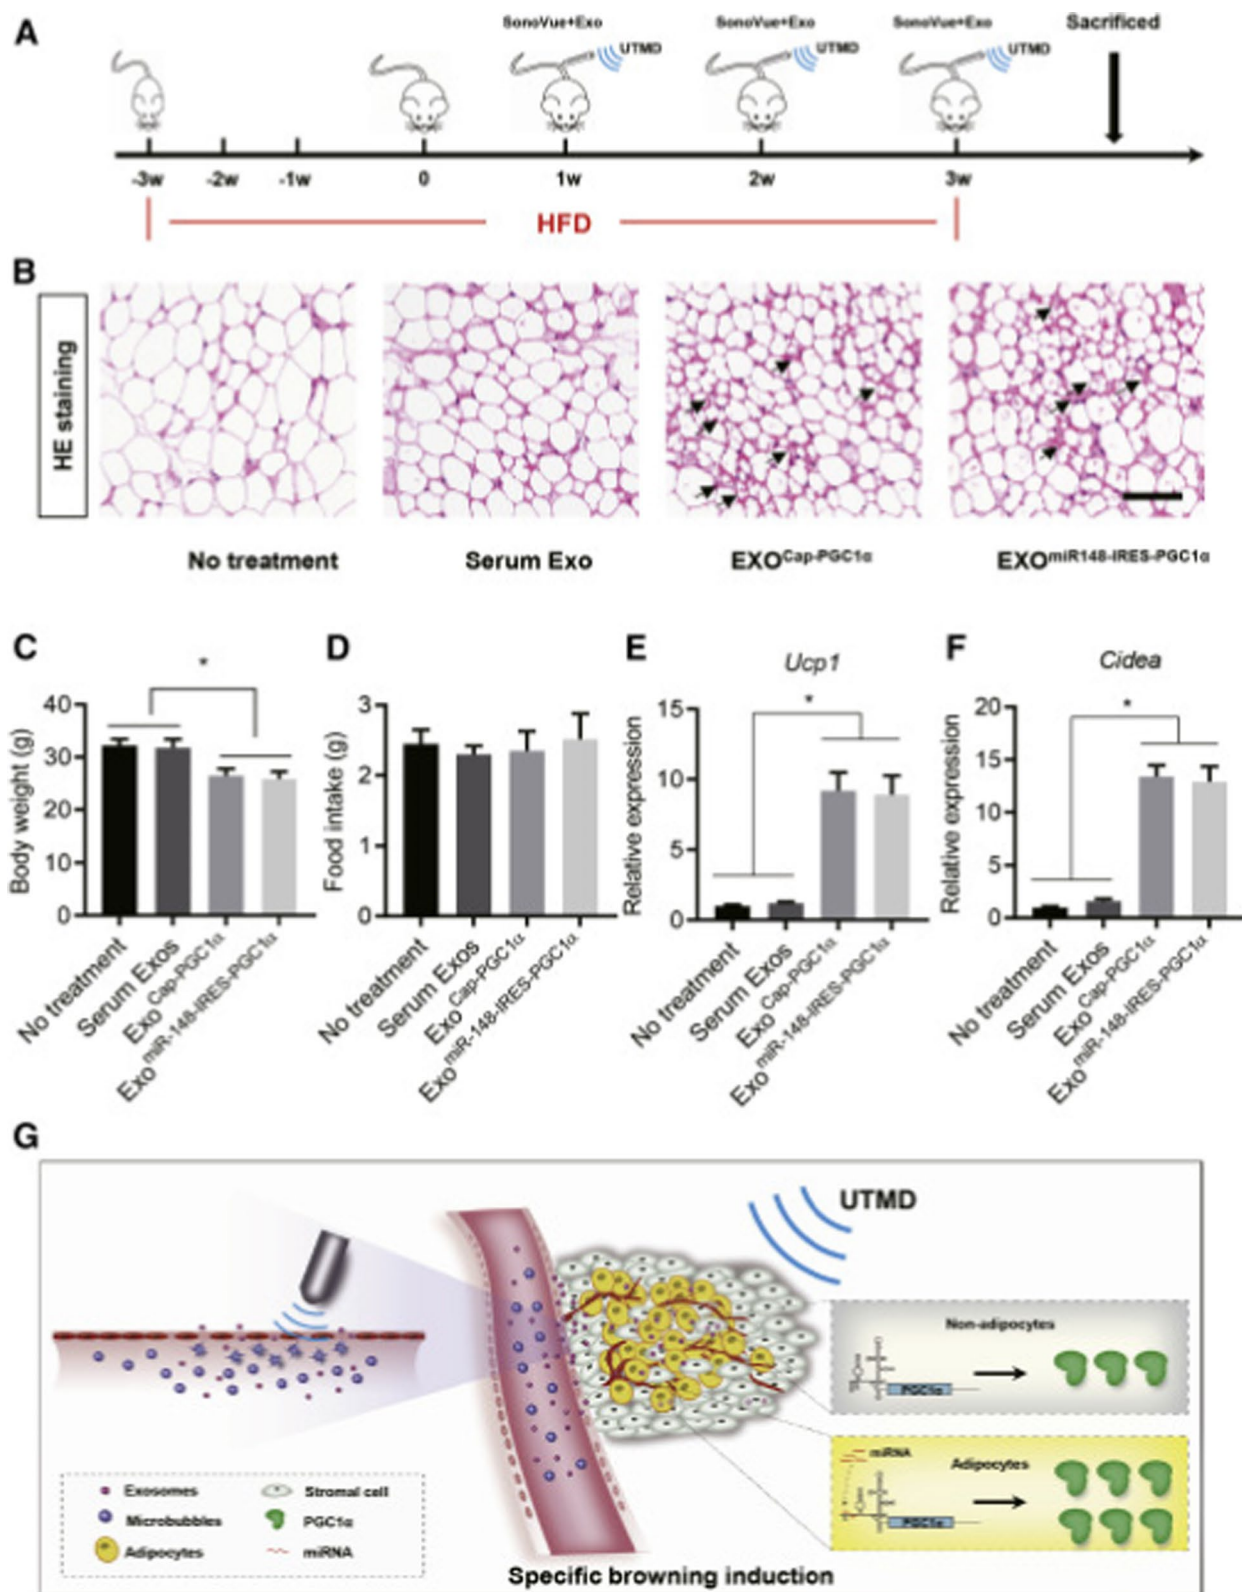 A
SonoVue+Exo
UTMD
SonoVue+Exo
UTMD
SonoVue+Exo
UTMD
Sacrificed
-3w
-2w
-1w
0
1w
2w
3w
HFD
B
HE staining
No treatment
Serum Exo
EXOCap-PGC1α
EXOmiR148-IRES-PGC1α
C
*
Body weight (g)
40
30
20
10
0
No treatment
Serum Exos
ExoCap-PGC1α
ExomiR-148-IRES-PGC1α
D
Food intake (g)
3
2
1
0
No treatment
Serum Exos
ExoCap-PGC1α
ExomiR-148-IRES-PGC1α
E
Ucp1
*
Relative expression
15
10
5
0
No treatment
Serum Exos
ExoCap-PGC1α
ExomiR-148-IRES-PGC1α
F
Cidea
*
Relative expression
20
15
10
5
0
No treatment
Serum Exos
ExoCap-PGC1α
ExomiR-148-IRES-PGC1α
G
UTMD
Non-adipocytes
PGC1α
miRNA
Adipocytes
PGC1α
Exosomes
Stromal cell
Microbubbles
PGC1α
Adipocytes
miRNA
Specific browning induction